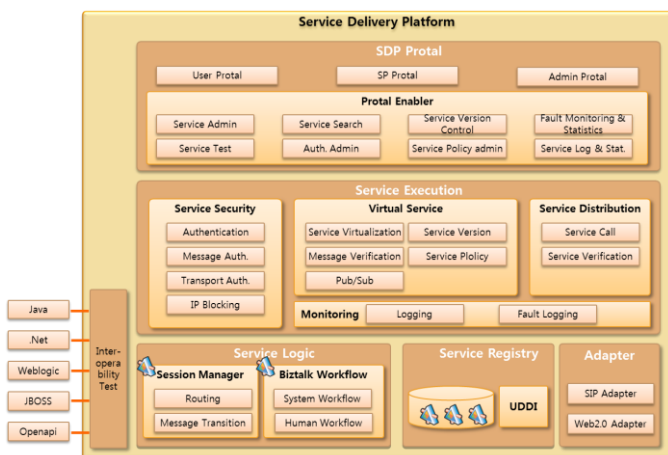 Service Delivery Platform
SDP Protal
User Protal
SP Protal
Admin Protal
Protal Enabler
Service Admin
Service Search
Service Version
Control
Fault Monitoring &
Statistics
Service Test
Auth. Admin
Service Policy admin
Service Log & Stat.
Service Execution
Service Security
Authentication
Message Auth.
Transport Auth.
IP Blocking
Virtual Service
Service Virtualization
Service Version
Message Verification
Service Plolicy
Pub/Sub
Service Distribution
Service Call
Service Verification
Monitoring
Logging
Fault Logging
Java
.Net
Weblogic
JBOSS
Openapi
Inter-
opera
bility
Test
Service Logic
Session Manager
Routing
Message Transition
Biztalk Workflow
System Workflow
Human Workflow
Service Registry
UDDI
Adapter
SIP Adapter
Web2.0 Adapter